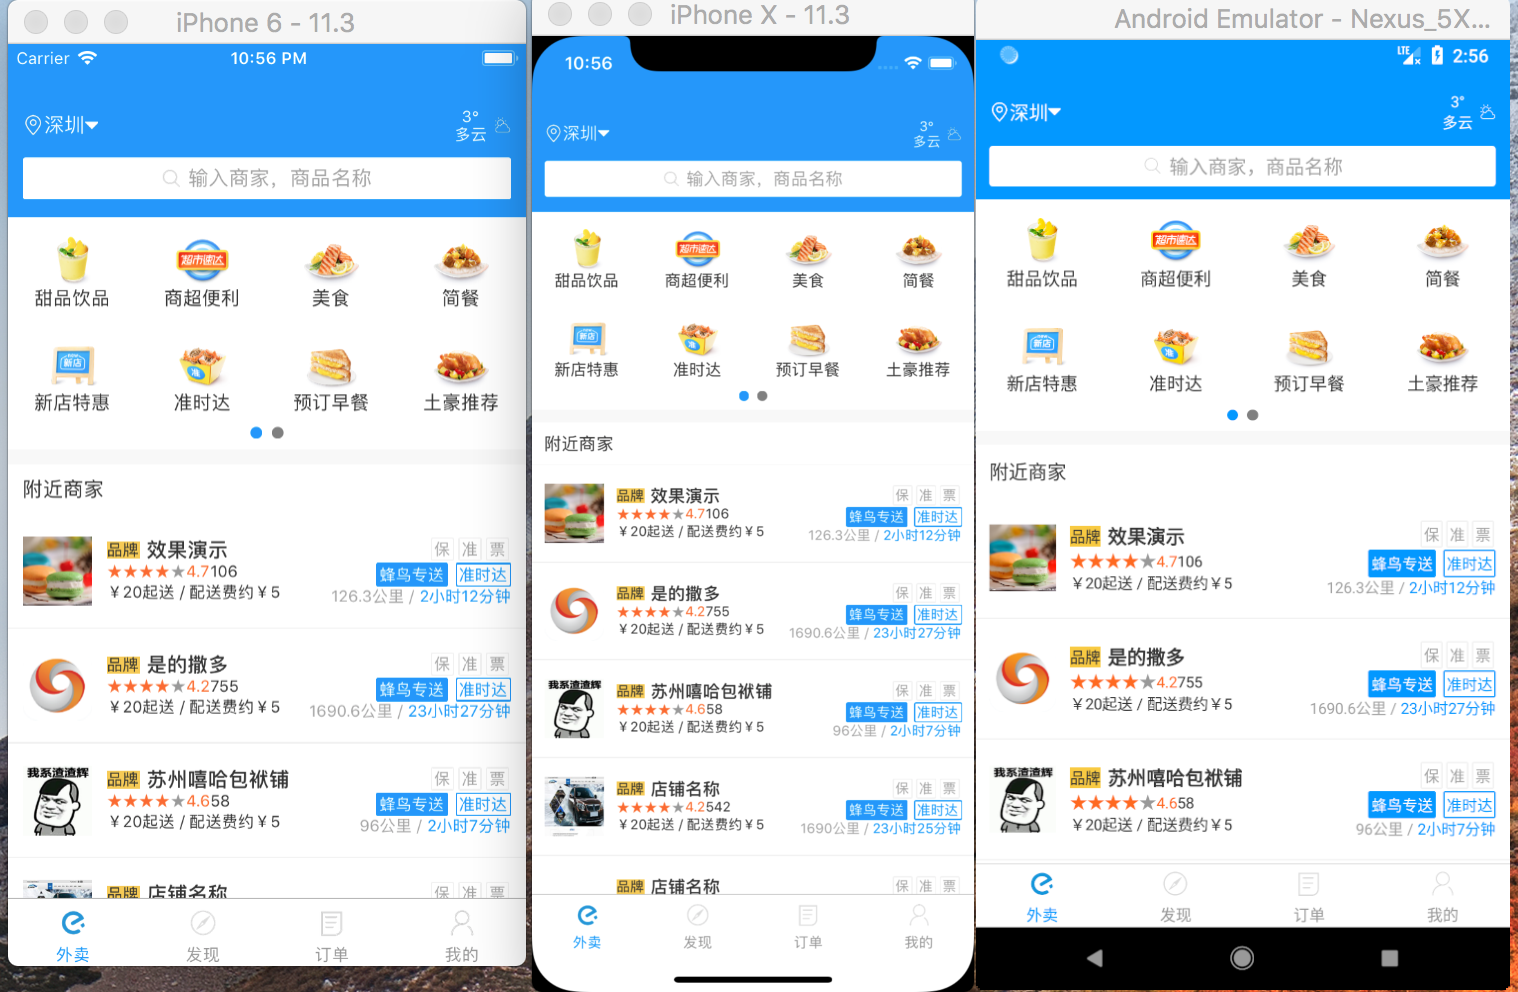 iPhone 6 - 11.3
Carrier
10:56 PM
深圳
3°
多云
输入商家，商品名称
超市速达
甜品饮品
商超便利
美食
简餐
新店
准
新店特惠
准时达
预订早餐
土豪推荐
附近商家
品牌 效果演示
保 准 票
4.7106
蜂鸟专送 准时达
¥20起送 / 配送费约¥5
126.3公里 / 2小时12分钟
品牌 是的撒多
保 准 票
4.2755
蜂鸟专送 准时达
¥20起送 / 配送费约¥5
1690.6公里 / 23小时27分钟
我系渣渣辉
品牌 苏州嘻哈包袱铺
保 准 票
4.658
蜂鸟专送 准时达
¥20起送 / 配送费约¥5
96公里 / 2小时7分钟
品牌 店铺名称
保 准 票
外卖
发现
订单
我的
iPhone X - 11.3
10:56
深圳
3°
多云
输入商家，商品名称
超市速达
甜品饮品
商超便利
美食
简餐
新店
准
新店特惠
准时达
预订早餐
土豪推荐
附近商家
品牌 效果演示
保 准 票
4.7106
蜂鸟专送 准时达
¥20起送 / 配送费约¥5
126.3公里 / 2小时12分钟
品牌 是的撒多
保 准 票
4.2755
蜂鸟专送 准时达
¥20起送 / 配送费约¥5
1690.6公里 / 23小时27分钟
我系渣渣辉
品牌 苏州嘻哈包袱铺
保 准 票
4.658
蜂鸟专送 准时达
¥20起送 / 配送费约¥5
96公里 / 2小时7分钟
品牌 店铺名称
保 准 票
4.2542
蜂鸟专送 准时达
¥20起送 / 配送费约¥5
1690公里 / 23小时25分钟
品牌 店铺名称
保 准 票
外卖
发现
订单
我的
Android Emulator - Nexus_5X...
LTE
2:56
深圳
3°
多云
输入商家，商品名称
超市速达
甜品饮品
商超便利
美食
简餐
新店
准
新店特惠
准时达
预订早餐
土豪推荐
附近商家
品牌 效果演示
保 准 票
4.7106
蜂鸟专送 准时达
¥20起送 / 配送费约¥5
126.3公里 / 2小时12分钟
品牌 是的撒多
保 准 票
4.2755
蜂鸟专送 准时达
¥20起送 / 配送费约¥5
1690.6公里 / 23小时27分钟
我系渣渣辉
品牌 苏州嘻哈包袱铺
保 准 票
4.658
蜂鸟专送 准时达
¥20起送 / 配送费约¥5
96公里 / 2小时7分钟
外卖
发现
订单
我的